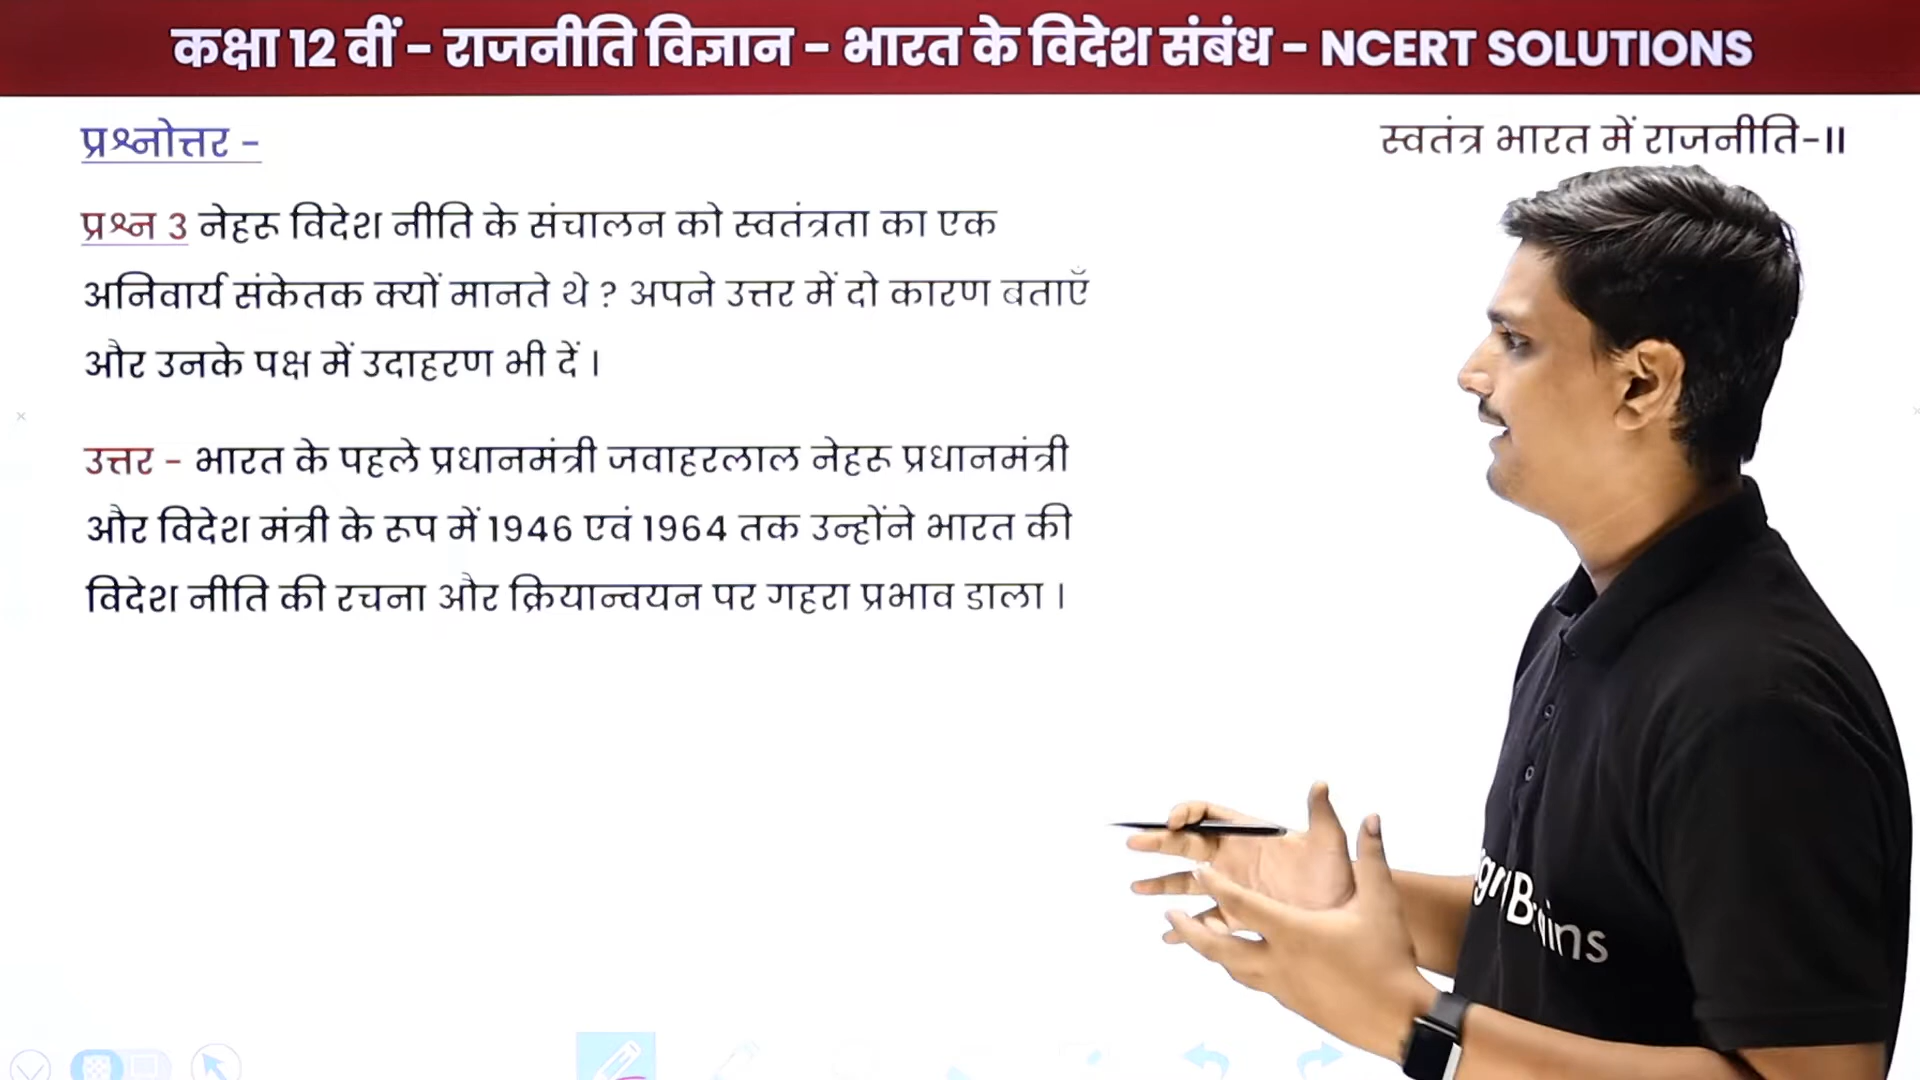 कक्षा 12 वीं - राजनीति विज्ञान - भारत के विदेश संबंध - NCERT SOLUTIONS
प्रश्नोत्तर -
स्वतंत्र भारत में राजनीति-II
प्रश्न 3 नेहरू विदेश नीति के संचालन को स्वतंत्रता का एक
अनिवार्य संकेतक क्यों मानते थे ? अपने उत्तर में दो कारण बताएँ
और उनके पक्ष में उदाहरण भी दें ।
उत्तर - भारत के पहले प्रधानमंत्री जवाहरलाल नेहरू प्रधानमंत्री
और विदेश मंत्री के रूप में 1946 एवं 1964 तक उन्होंने भारत की
विदेश नीति की रचना और क्रियान्वयन पर गहरा प्रभाव डाला ।